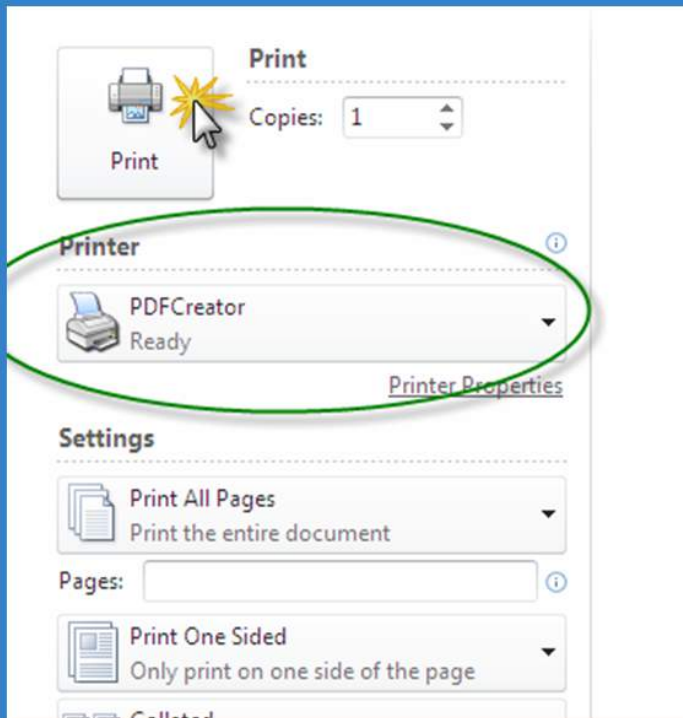 Print
Copies: 1
Print
Printer
PDFCreator
Ready
Printer Properties
Settings
Print All Pages
Print the entire document
Pages:
Print One Sided
Only print on one side of the page
Collated